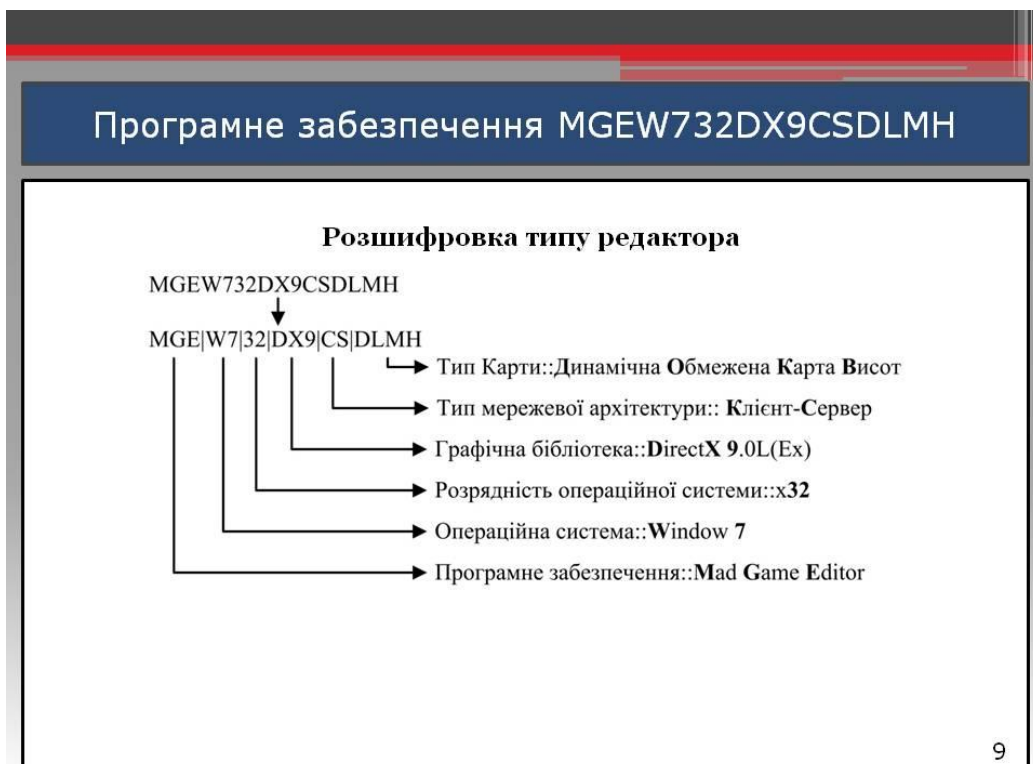 Програмне забезпечення MGEW732DX9CSDLMH
Розшифровка типу редактора
MGEW732DX9CSDLMH
MGE|W7|32|DX9|CS|DLMH
Тип Карти::Динамічна Обмежена Карта Висот
Тип мережевої архітектури:: Клієнт-Сервер
Графічна бібліотека::DirectX 9.0L(Ex)
Розрядність операційної системи::x32
Операційна система::Window 7
Програмне забезпечення::Mad Game Editor
9